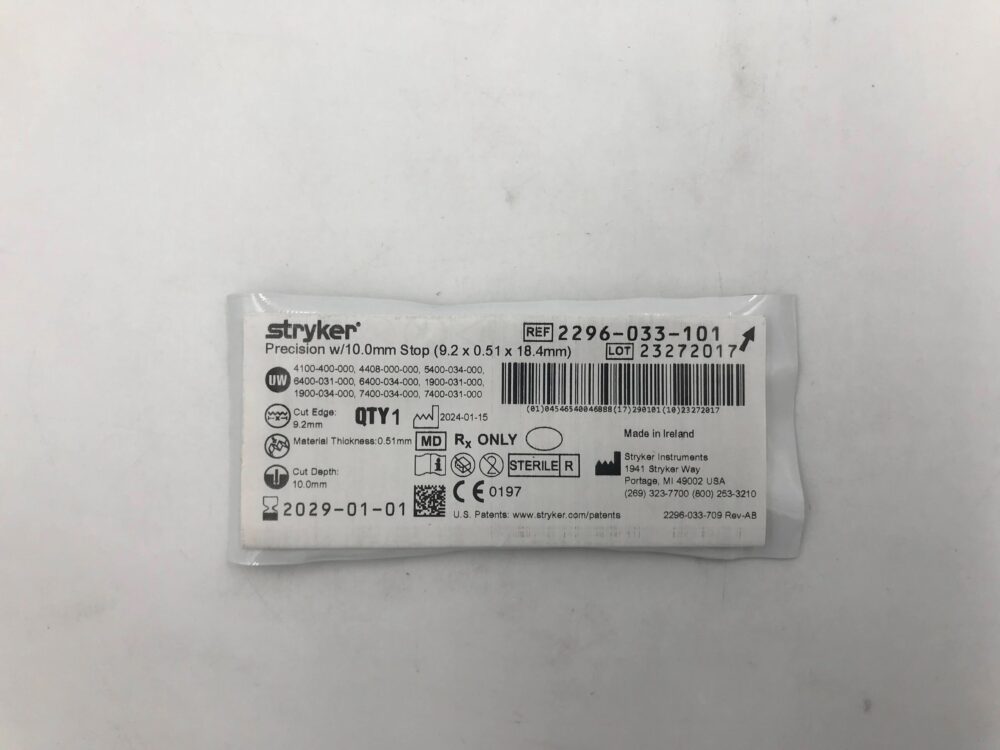 stryker®
REF 2296-033-101
Precision w/10.0mm Stop (9.2 x 0.51 x 18.4mm)
LOT 23272017
UW
4100-400-000, 4408-000-000, 5400-034-000,
6400-031-000, 6400-034-000, 1900-031-000,
1900-034-000, 7400-034-000, 7400-031-000
(01)04546540046888(17)290101(10)23272017
Cut Edge:
9.2mm
QTY 1
2024-01-15
Material Thickness:0.51mm
MD
Rx ONLY
Made in Ireland
STERILE R
Stryker Instruments
1941 Stryker Way
Portage, MI 49002 USA
(269) 323-7700 (800) 253-3210
Cut Depth:
10.0mm
2029-01-01
CE 0197
U.S. Patents: www.stryker.com/patents
2296-033-709 Rev-AB